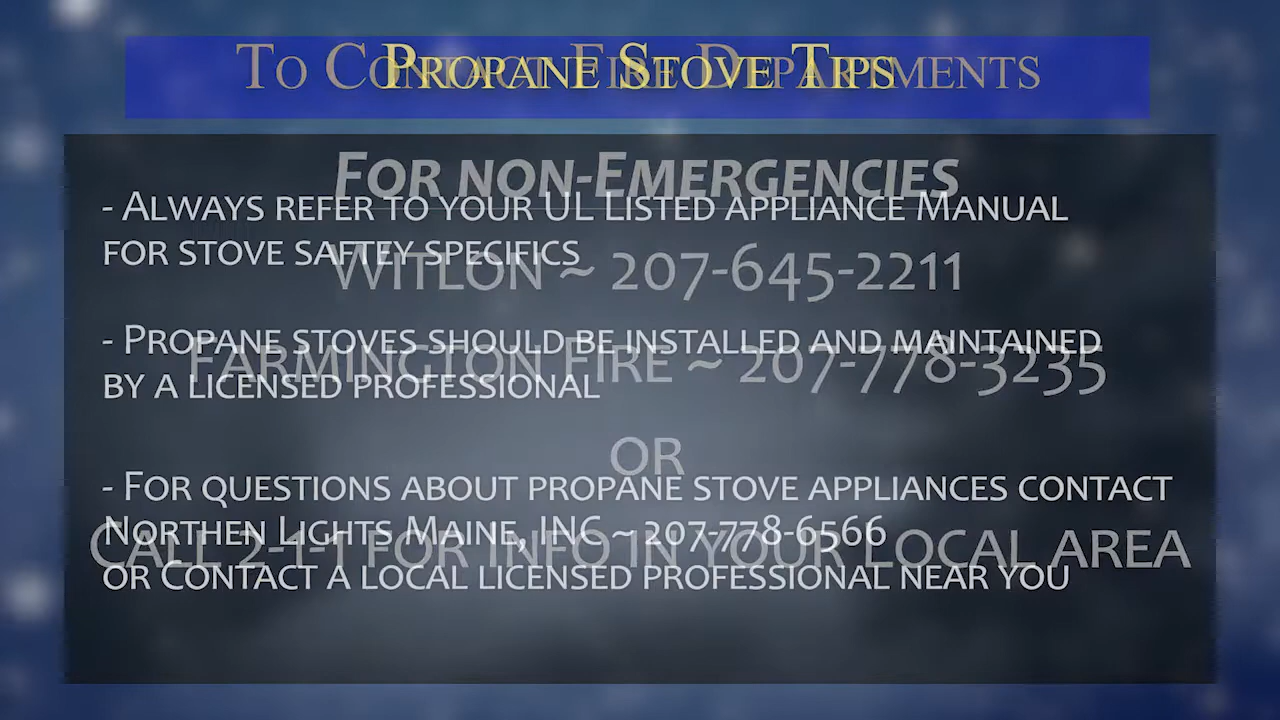 Propane Stove Tips
- Always refer to your UL Listed appliance Manual
for stove saftey specifics
- Propane stoves should be installed and maintained
by a licensed professional
- For questions about propane stove appliances contact
Northen Lights Maine, INC ~ 207-778-6566
or Contact a local licensed professional near you
To Contact Fire Departments
For non-Emergencies
Witlon ~ 207-645-2211
Farmington Fire ~ 207-778-3235
or
Call 2-1-1 for info in your local area